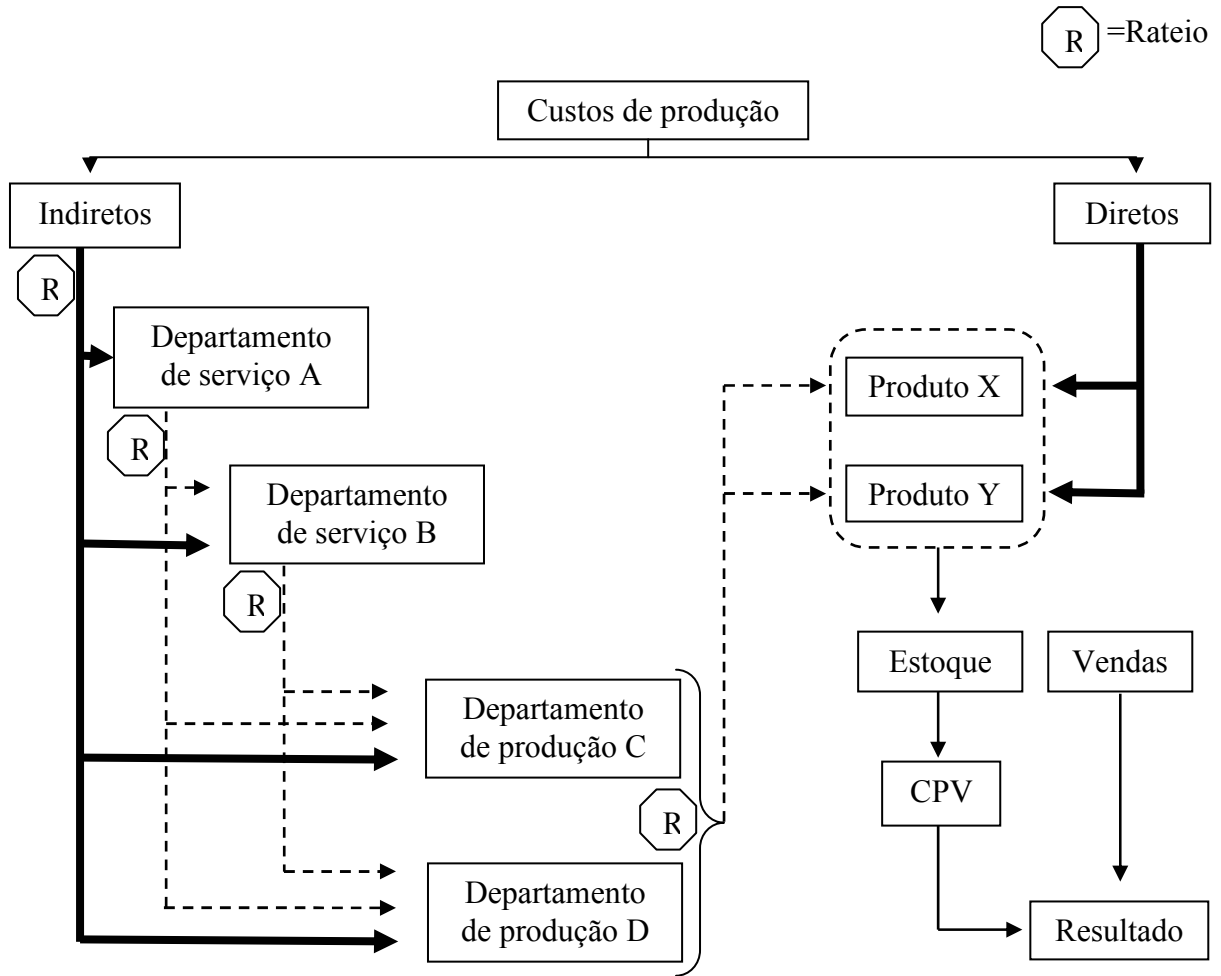 R =Rateio
Custos de produção
Indiretos
Diretos
R
Departamento
de serviço A
Produto X
R
Departamento
de serviço B
Produto Y
R
Estoque
Vendas
Departamento
de produção C
CPV
R
Departamento
de produção D
Resultado